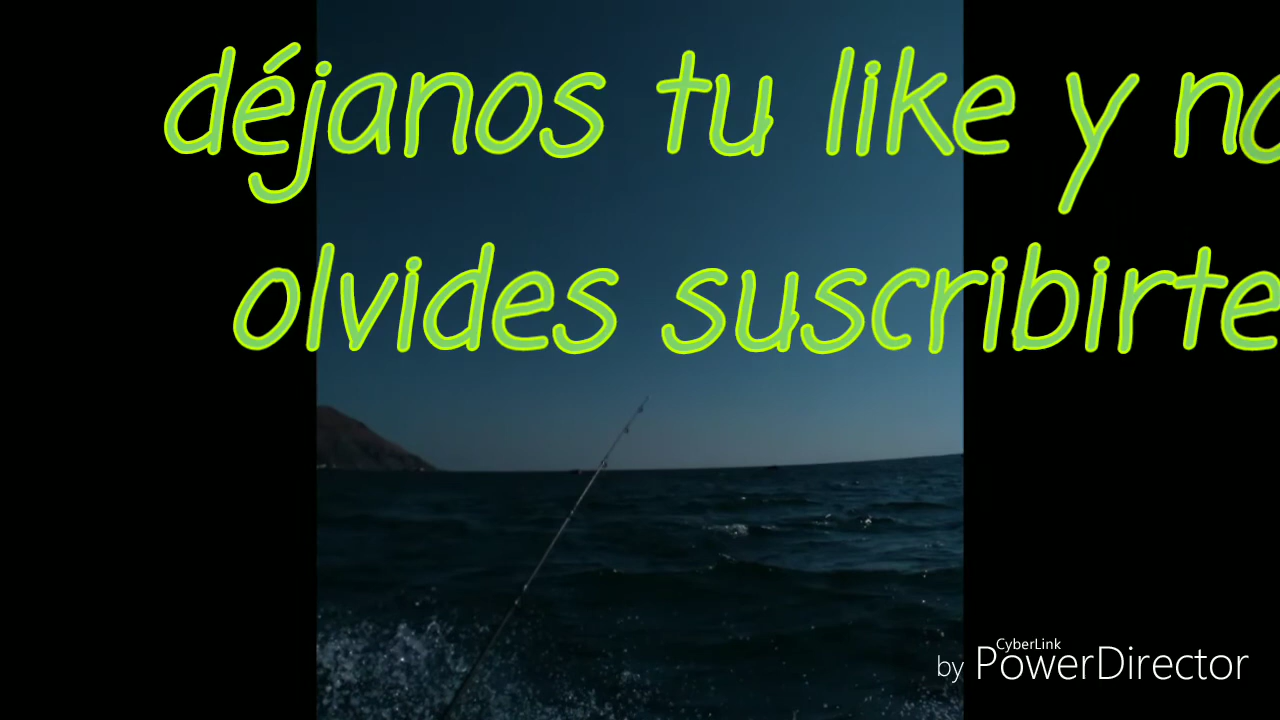 déjanos tu like y no
olvides suscribirte
CyberLink
by PowerDirector